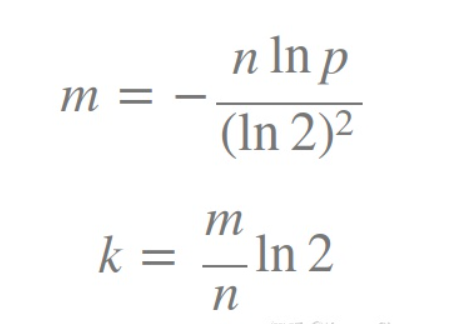 m = − n ln p / (ln 2)²
k = m / n ln 2